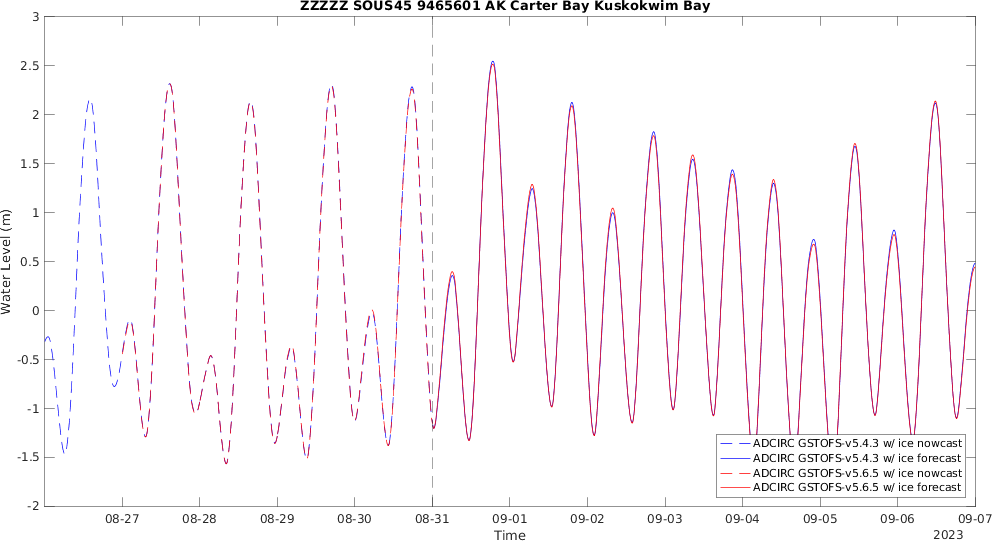 ZZZZZ SOUS45 9465601 AK Carter Bay Kuskokwim Bay
3
2.5
2
1.5
1
0.5
0
-0.5
-1
-1.5
-2
Water Level (m)
08-27 08-28 08-29 08-30 08-31 09-01 09-02 09-03 09-04 09-05 09-06 09-07
Time
2023
ADCIRC GSTOFS-v5.4.3 w/ ice nowcast
ADCIRC GSTOFS-v5.4.3 w/ ice forecast
ADCIRC GSTOFS-v5.6.5 w/ ice nowcast
ADCIRC GSTOFS-v5.6.5 w/ ice forecast